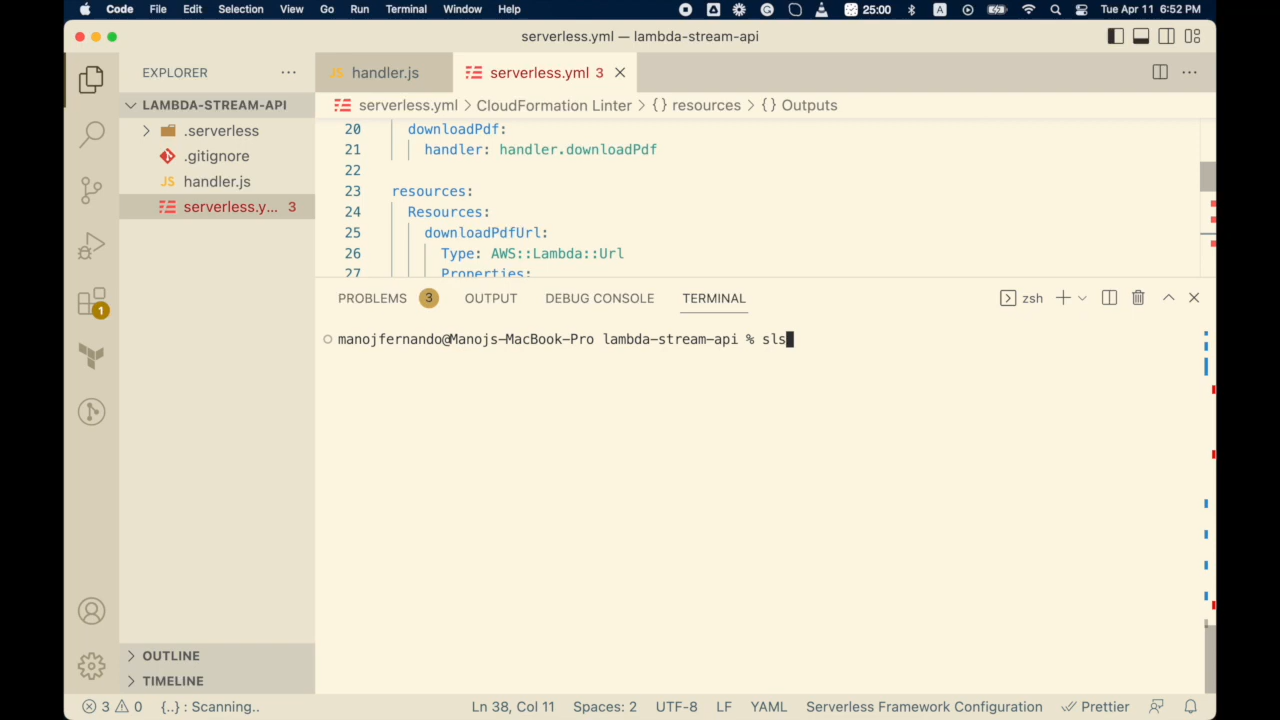 Code File Edit Selection View Go Run Terminal Window Help 25:00 A Tue Apr 11 6:52 PM
serverless.yml — lambda-stream-api
EXPLORER
JS handler.js serverless.yml 3
LAMBDA-STREAM-API
serverless.yml > CloudFormation Linter > {} resources > {} Outputs
.serverless
.gitignore
JS handler.js
serverless.y... 3
20 downloadPdf:
21 handler: handler.downloadPdf
22
23 resources:
24 Resources:
25 downloadPdfUrl:
26 Type: AWS::Lambda::Url
27 Properties:
PROBLEMS 3 OUTPUT DEBUG CONSOLE TERMINAL zsh
1
manojfernando@Manojs-MacBook-Pro lambda-stream-api % sls
OUTLINE
TIMELINE
3 0 {..} : Scanning.. Ln 38, Col 11 Spaces: 2 UTF-8 LF YAML Serverless Framework Configuration Prettier